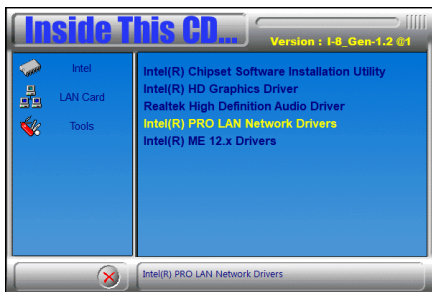 Inside This CD...
Version : I-8_Gen-1.2 @1
Intel
LAN Card
Tools
Intel(R) Chipset Software Installation Utility
Intel(R) HD Graphics Driver
Realtek High Definition Audio Driver
Intel(R) PRO LAN Network Drivers
Intel(R) ME 12.x Drivers
Intel(R) PRO LAN Network Drivers